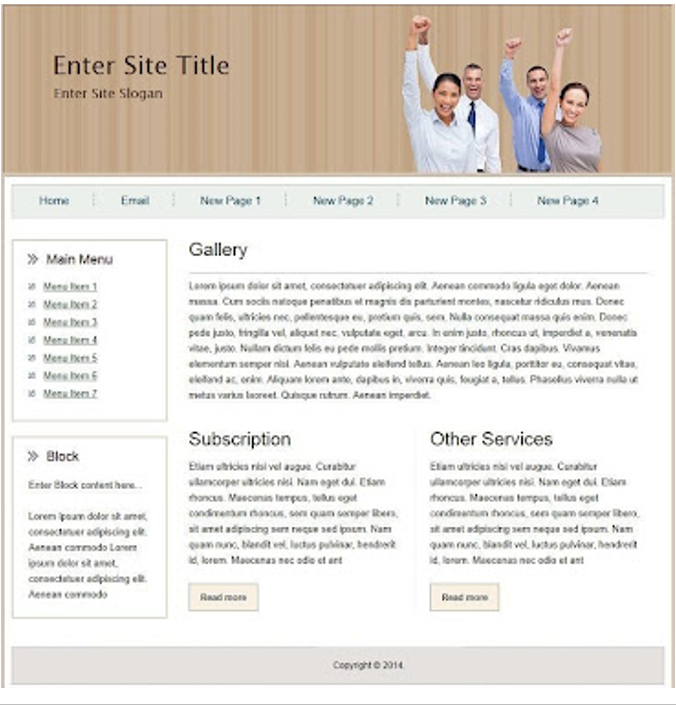 Enter Site Title
Enter Site Slogan
Home
Email
New Page 1
New Page 2
New Page 3
New Page 4
Main Menu
Menu Item 1
Menu Item 2
Menu Item 3
Menu Item 4
Menu Item 5
Menu Item 6
Menu Item 7
Block
Enter Block content here...
Lorem ipsum dolor sit amet,
consectetuer adipiscing elit.
Aenean commodo Lorem
ipsum dolor sit amet,
consectetuer adipiscing elit.
Aenean commodo
Gallery
Lorem ipsum dolor sit amet, consectetuer adipiscing elit. Aenean commodo ligula eget dolor. Aenean
massa. Cum sociis natoque penatibus et magnis dis parturient montes, nascetur ridiculus mus. Donec
quam felis, ultricies nec, pellentesque eu, pretium quis, sem. Nulla consequat massa quis enim. Donec
pede justo, fringilla vel, aliquet nec, vulputate eget, arcu. In enim justo, rhoncus ut, imperdiet a, venenatis
vitae, justo. Nullam dictum felis eu pede mollis pretium. Integer tincidunt. Cras dapibus. Vivamus
elementum semper nisi. Aenean vulputate eleifend tellus. Aenean leo ligula, porttitor eu, consequat vitae,
eleifend ac, enim. Aliquam lorem ante, dapibus in, viverra quis, feugiat a, tellus. Phasellus viverra nulla ut
metus varius laoreet. Quisque rutrum. Aenean imperdiet.
Subscription
Etiam ultricies nisi vel augue. Curabitur
ullamcorper ultricies nisi. Nam eget dui. Etiam
rhoncus. Maecenas tempus, tellus eget
condimentum rhoncus, sem quam semper libero,
sit amet adipiscing sem neque sed ipsum. Nam
quam nunc, blandit vel, luctus pulvinar, hendrerit
id, lorem. Maecenas nec odio et ant
Read more
Other Services
Etiam ultricies nisi vel augue. Curabitur
ullamcorper ultricies nisi. Nam eget dui. Etiam
rhoncus. Maecenas tempus, tellus eget
condimentum rhoncus, sem quam semper libero,
sit amet adipiscing sem neque sed ipsum. Nam
quam nunc, blandit vel, luctus pulvinar, hendrerit
id, lorem. Maecenas nec odio et ant
Read more
Copyright © 2014.